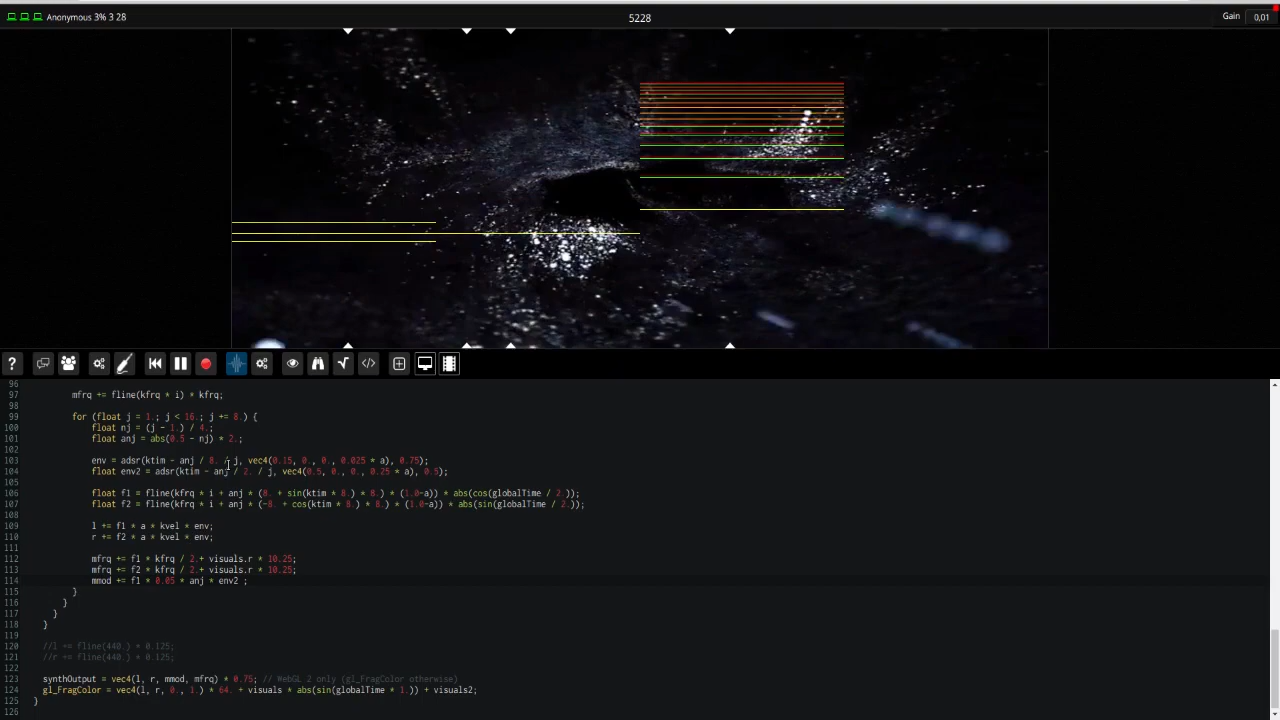 Anonymous 3% 3 28
5228
Gain 0,01
96
97 mfrq += fline(kfrq * i) * kfrq;
98
99 for (float j = 1.; j < 16.; j += 8.) {
100 float nj = (j - 1.) / 4.;
101 float anj = abs(0.5 - nj) * 2.;
102
103 env = adsr(ktim - anj / 8. / j, vec4(0.15, 0., 0., 0.025 * a), 0.75);
104 float env2 = adsr(ktim - anj / 2. / j, vec4(0.5, 0., 0., 0.25 * a), 0.5);
105
106 float f1 = fline(kfrq * i + anj * (8. + sin(ktim * 8.) * 8.) * (1.0-a)) * abs(cos(globalTime / 2.));
107 float f2 = fline(kfrq * i + anj * (-8. + cos(ktim * 8.) * 8.) * (1.0-a)) * abs(sin(globalTime / 2.));
108
109 l += f1 * a * kvel * env;
110 r += f2 * a * kvel * env;
111
112 mfrq += f1 * kfrq / 2.+ visuals.r * 10.25;
113 mfrq += f2 * kfrq / 2.+ visuals.r * 10.25;
114 mmod += f1 * 0.05 * anj * env2 ;
115 }
116 }
117 }
118 }
119
120 //l += fline(440.) * 0.125;
121 //r += fline(440.) * 0.125;
122
123 synthOutput = vec4(l, r, mmod, mfrq) * 0.75; // WebGL 2 only (gl_FragColor otherwise)
124 gl_FragColor = vec4(l, r, 0., 1.) * 64. + visuals * abs(sin(globalTime * 1.)) + visuals2;
125 }
126